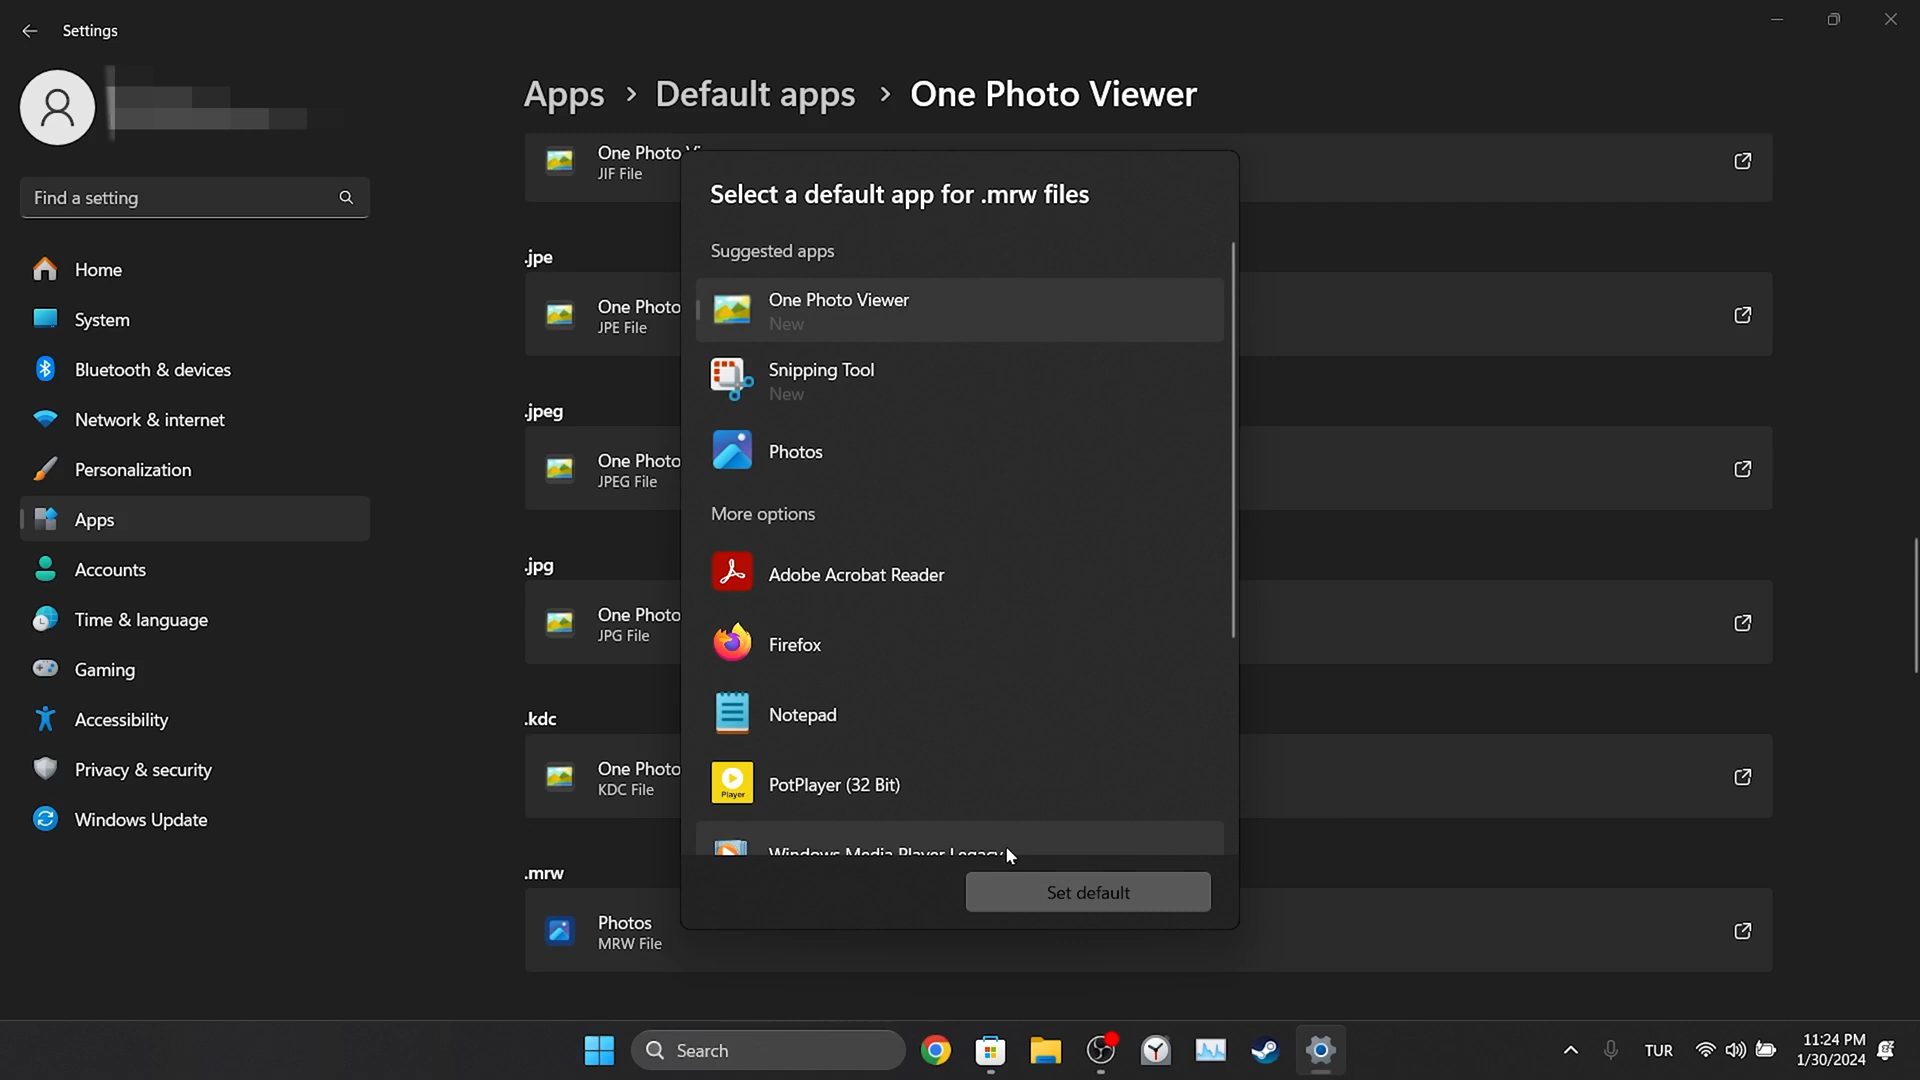 Settings
Find a setting
Home
System
Bluetooth & devices
Network & internet
Personalization
Apps
Accounts
Time & language
Gaming
Accessibility
Privacy & security
Windows Update
Apps > Default apps > One Photo Viewer
One Photo
JIF File
.jpe
One Photo
JPE File
.jpeg
One Photo
JPEG File
.jpg
One Photo
JPG File
.kdc
One Photo
KDC File
.mrw
Photos
MRW File
Select a default app for .mrw files
Suggested apps
One Photo Viewer
New
Snipping Tool
New
Photos
More options
Adobe Acrobat Reader
Firefox
Notepad
Player
PotPlayer (32 Bit)
Windows Media Player Legacy
Set default
Search
TUR
11:24 PM
1/30/2024